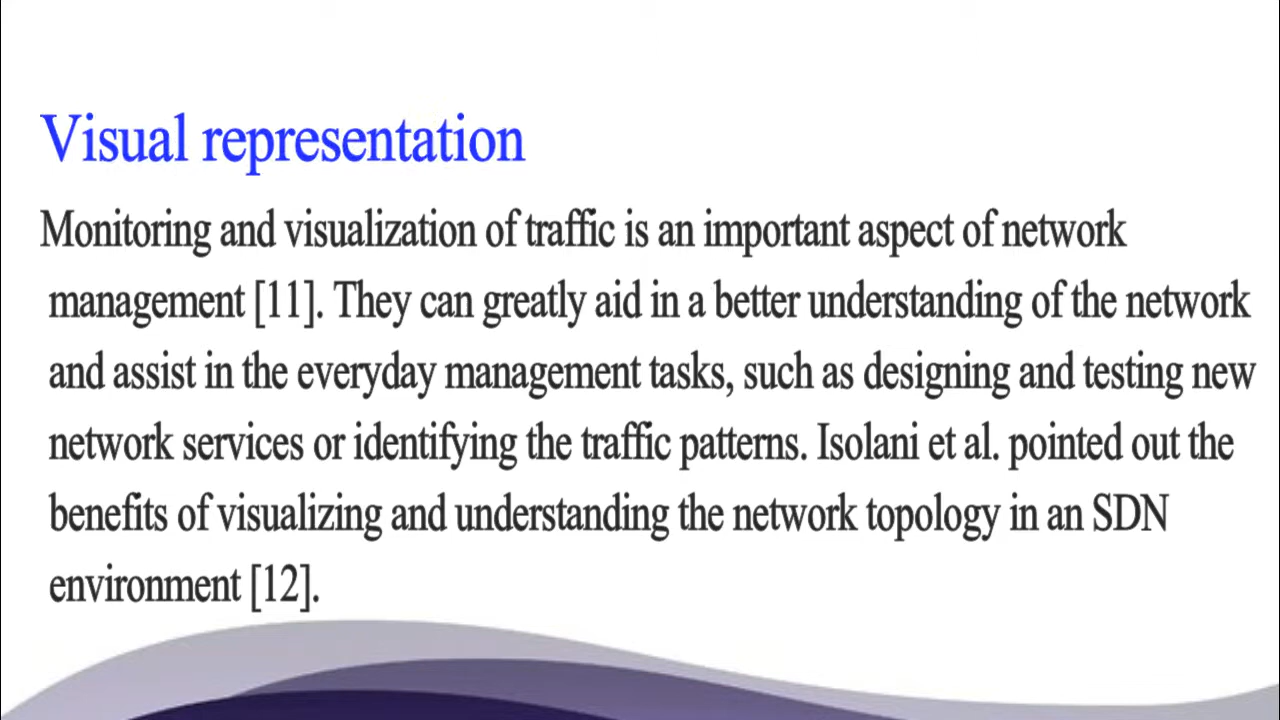 Visual representation
Monitoring and visualization of traffic is an important aspect of network
management [11]. They can greatly aid in a better understanding of the network
and assist in the everyday management tasks, such as designing and testing new
network services or identifying the traffic patterns. Isolani et al. pointed out the
benefits of visualizing and understanding the network topology in an SDN
environment [12].